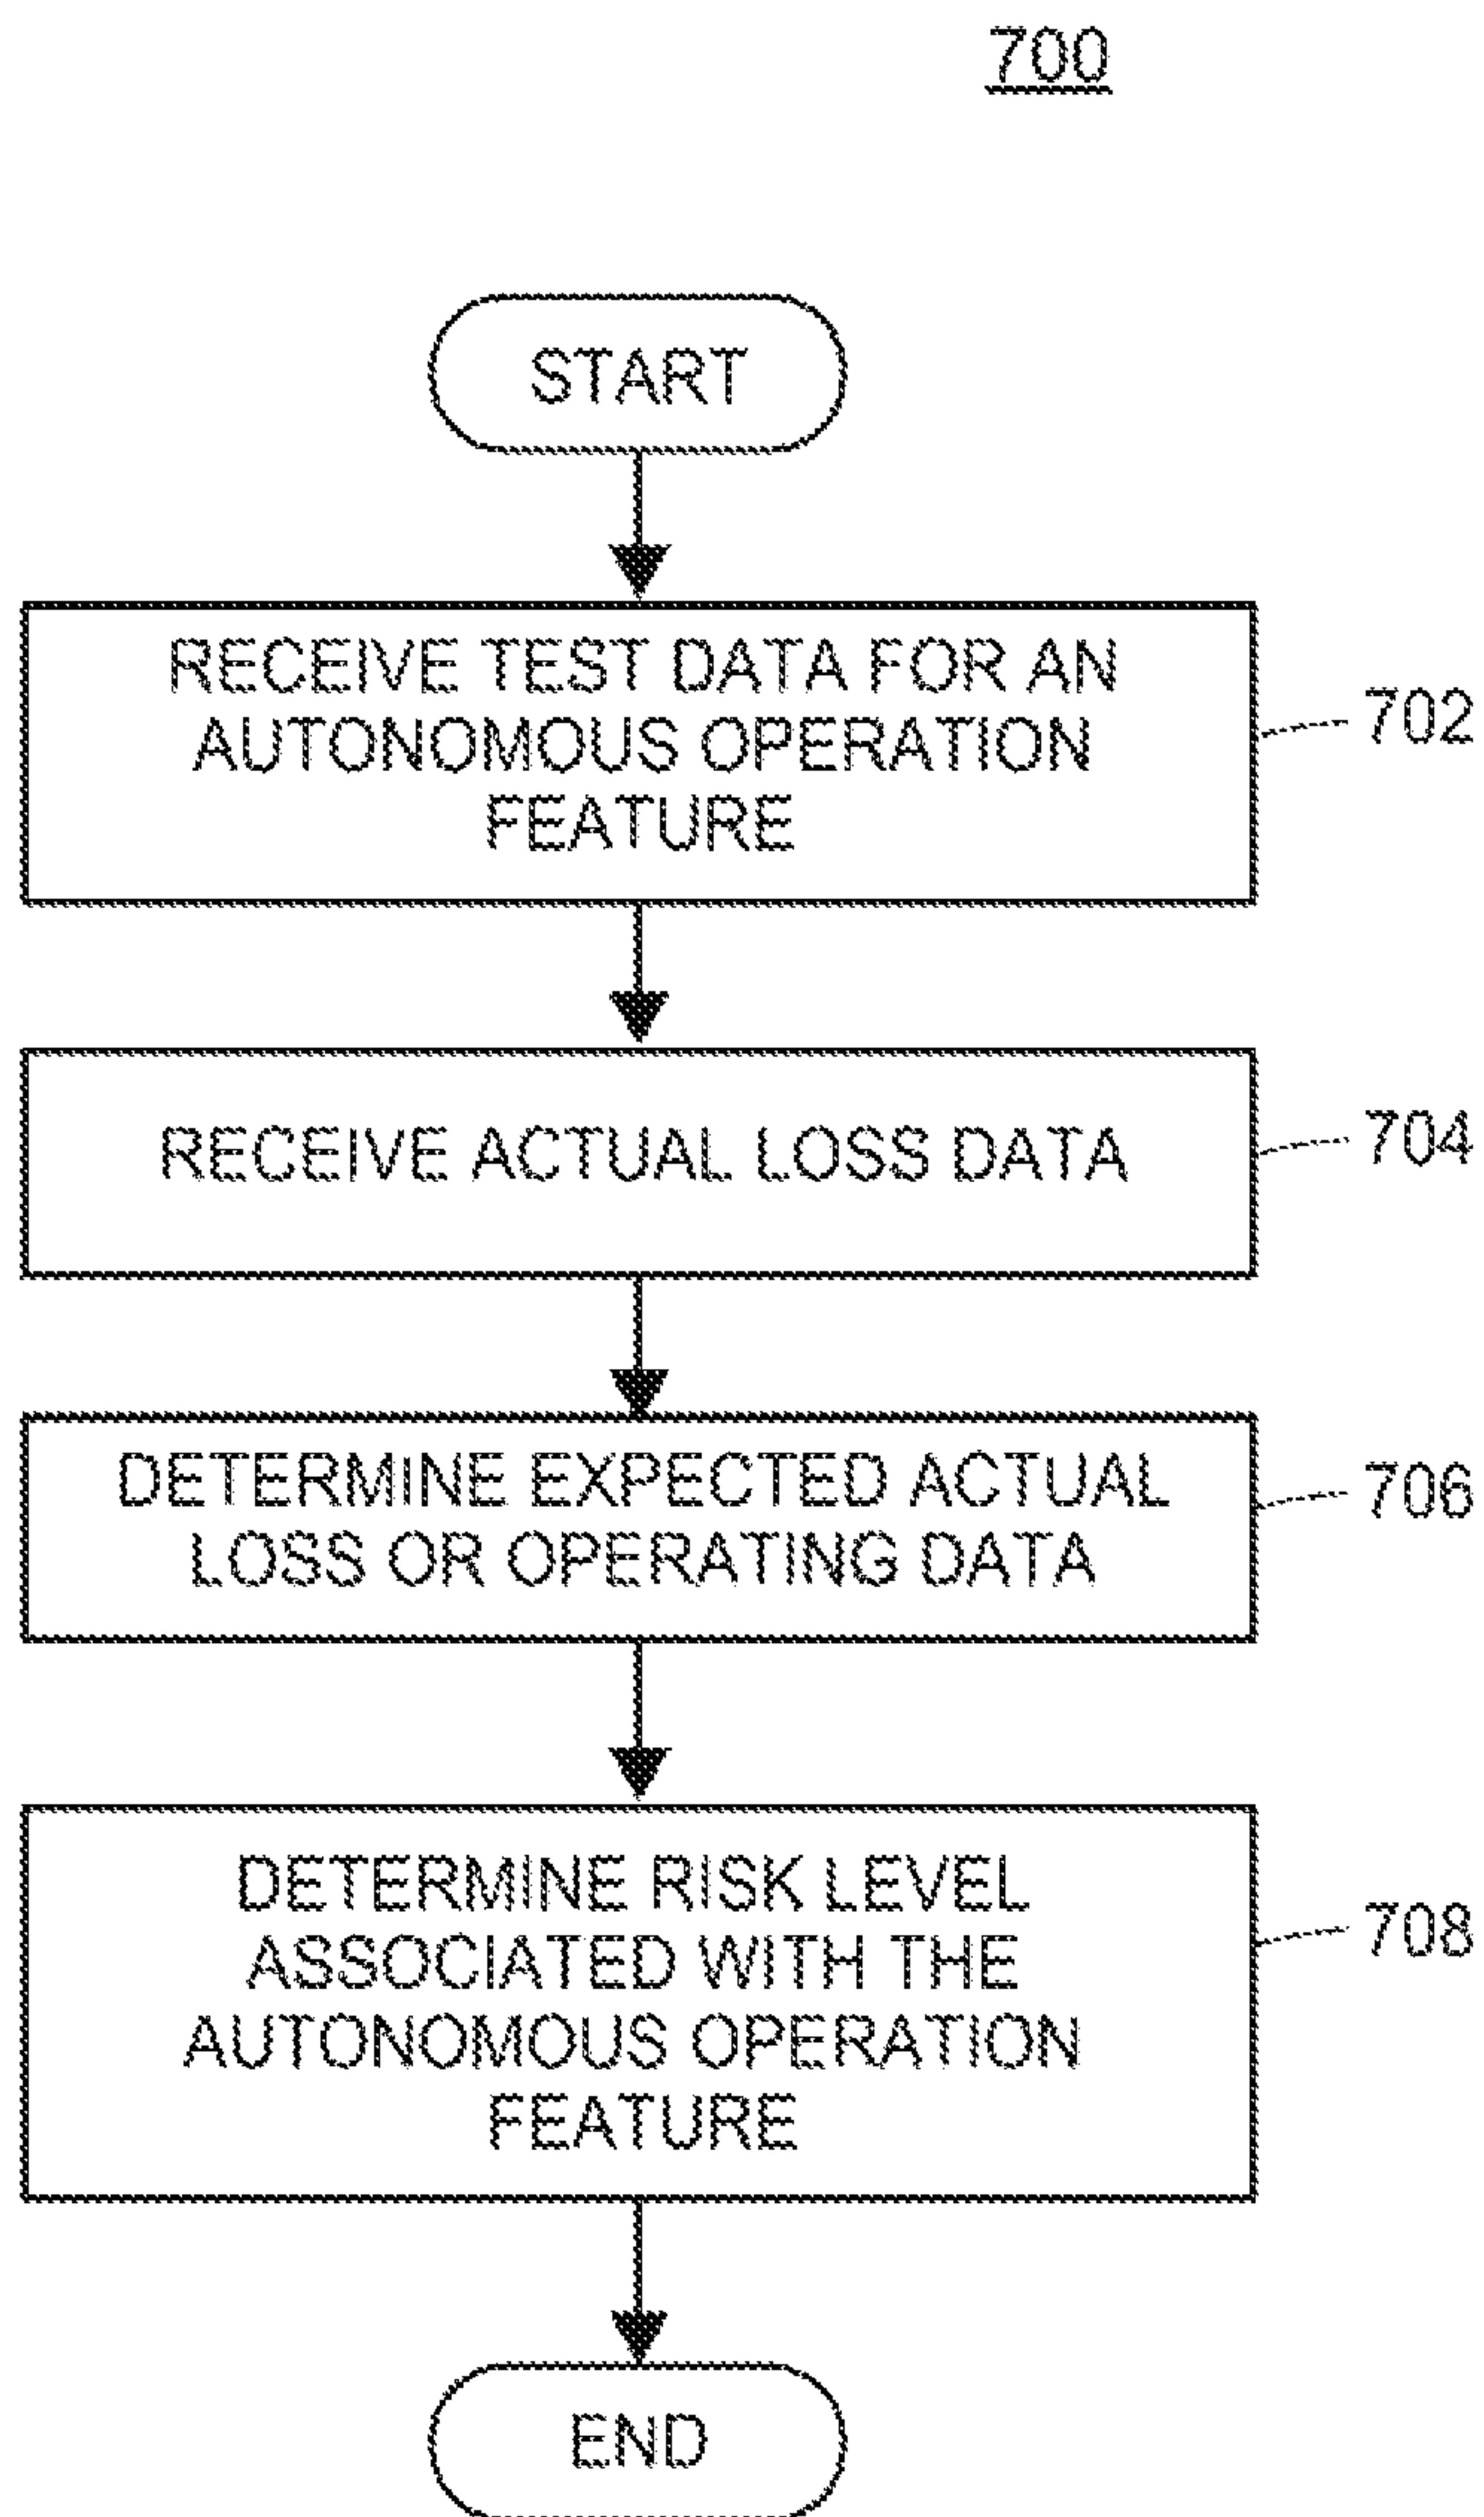 700
START
RECEIVE TEST DATA FOR AN
AUTONOMOUS OPERATION
FEATURE
702
RECEIVE ACTUAL LOSS DATA
704
DETERMINE EXPECTED ACTUAL
LOSS OR OPERATING DATA
706
DETERMINE RISK LEVEL
ASSOCIATED WITH THE
AUTONOMOUS OPERATION
FEATURE
708
END